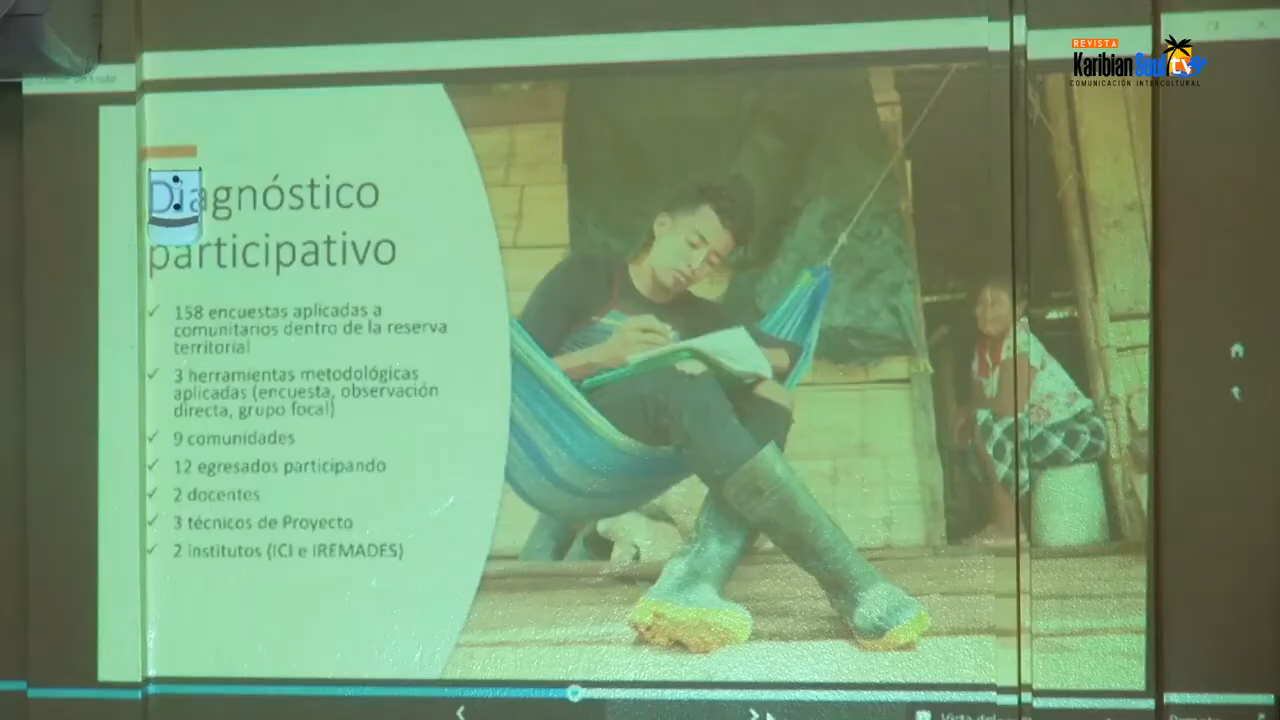 REVISTA
Karibian Soul tv
COMUNICACIÓN INTERCULTURAL
Diagnóstico
participativo
✓ 158 encuestas aplicadas a
comunitarios dentro de la reserva
territorial
✓ 3 herramientas metodológicas
aplicadas (encuesta, observación
directa, grupo focal)
✓ 9 comunidades
✓ 12 egresados participando
✓ 2 docentes
✓ 3 técnicos de Proyecto
✓ 2 institutos (ICI e IREMADES)